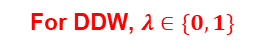 For DDW, λ ∈ {0, 1}